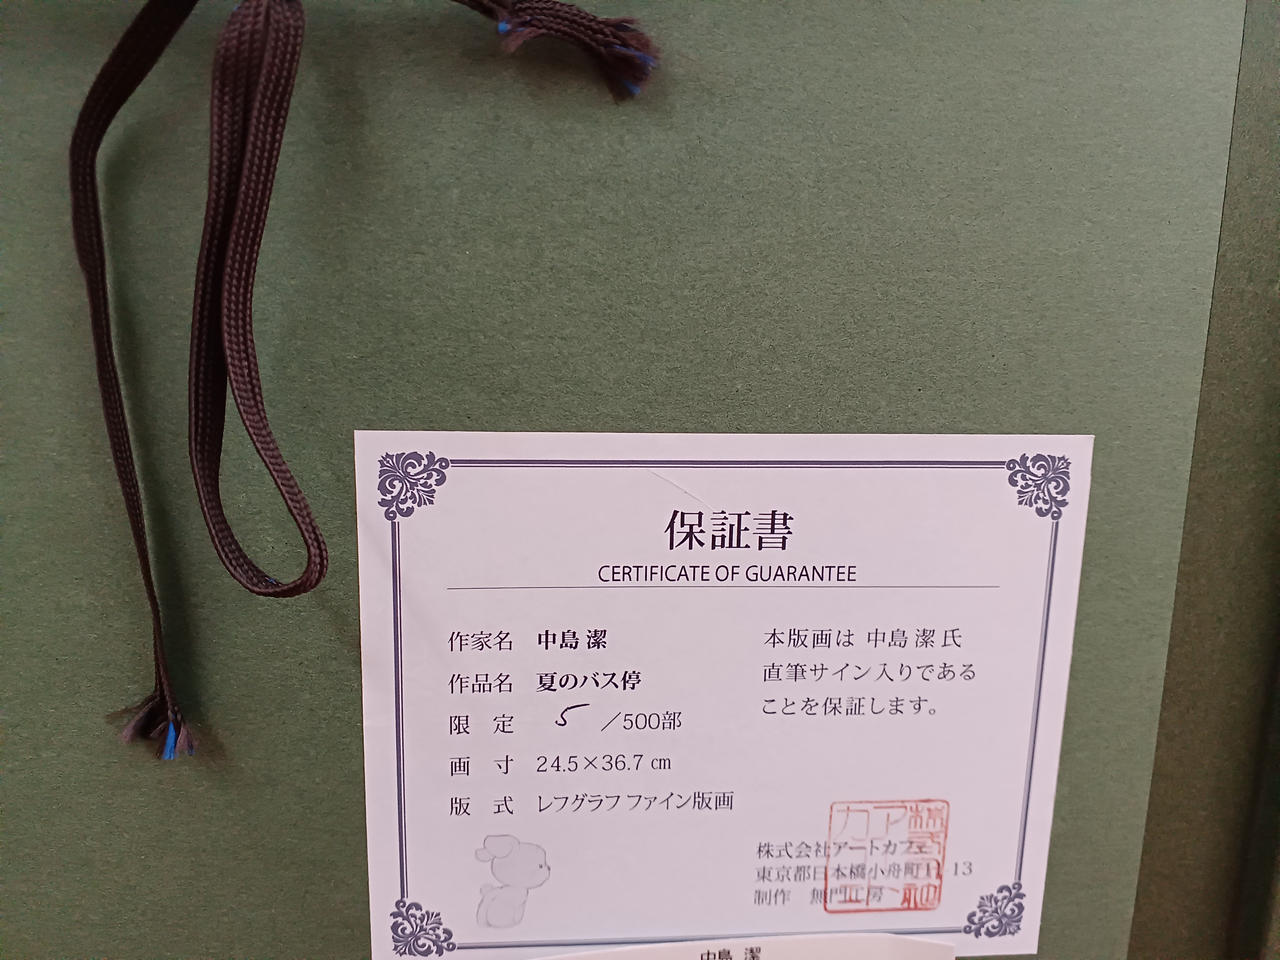 保証書
CERTIFICATE OF GUARANTEE
作家名 中島 潔
作品名 夏のバス停
限 定 5 /500部
画 寸 24.5×36.7 cm
版 式 レフグラフ ファイン版画
本版画は 中島 潔 氏
直筆サイン入りである
ことを保証します。
株式会社アートカフェ
東京都日本橋小舟町11-13
制作 無門工房
中島 潔